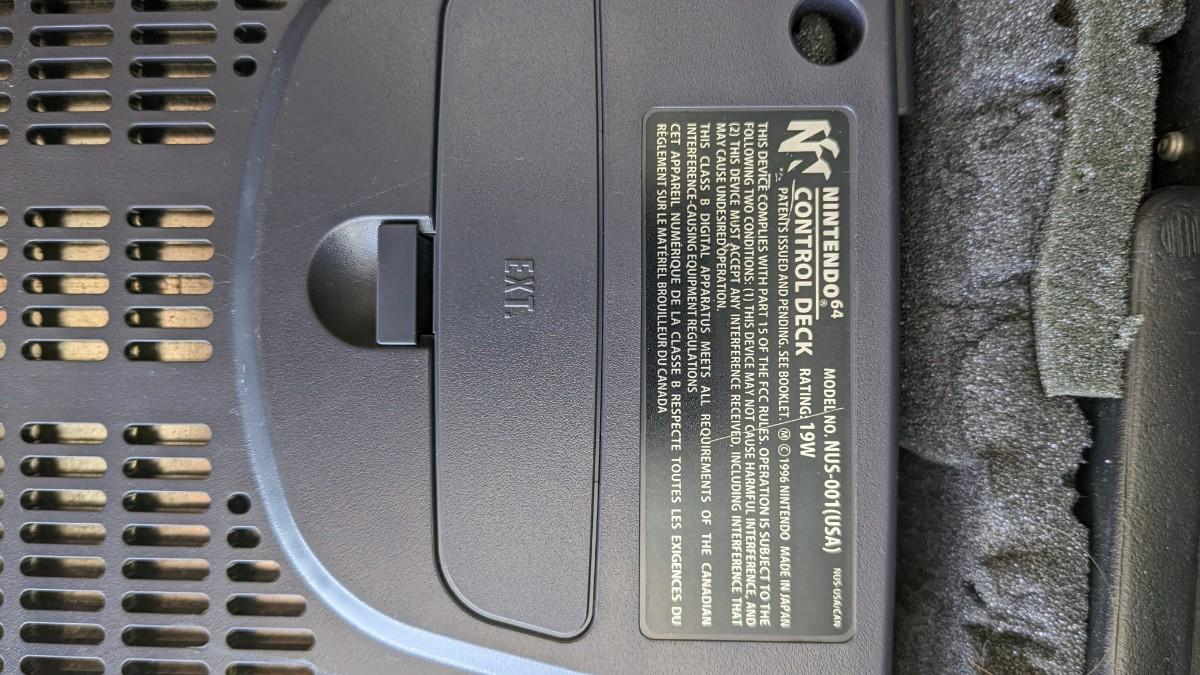 NINTENDO⁶⁴® MODEL NO. NUS-001(USA) NUS-USA/CAN
CONTROL DECK RATING: 19W
PATENTS ISSUED AND PENDING. SEE BOOKLET. Ⓜ © 1996 NINTENDO MADE IN JAPAN
THIS DEVICE COMPLIES WITH PART 15 OF THE FCC RULES. OPERATION IS SUBJECT TO THE
FOLLOWING TWO CONDITIONS: (1) THIS DEVICE MAY NOT CAUSE HARMFUL INTERFERENCE, AND
(2) THIS DEVICE MUST ACCEPT ANY INTERFERENCE RECEIVED, INCLUDING INTERFERENCE THAT
MAY CAUSE UNDESIRED OPERATION.
THIS CLASS B DIGITAL APPARATUS MEETS ALL REQUIREMENTS OF THE CANADIAN
INTERFERENCE-CAUSING EQUIPMENT REGULATIONS
CET APPAREIL NUMÉRIQUE DE LA CLASSE B RESPECTE TOUTES LES EXIGENCES DU
RÈGLEMENT SUR LE MATÉRIEL BROUILLEUR DU CANADA
EXT.